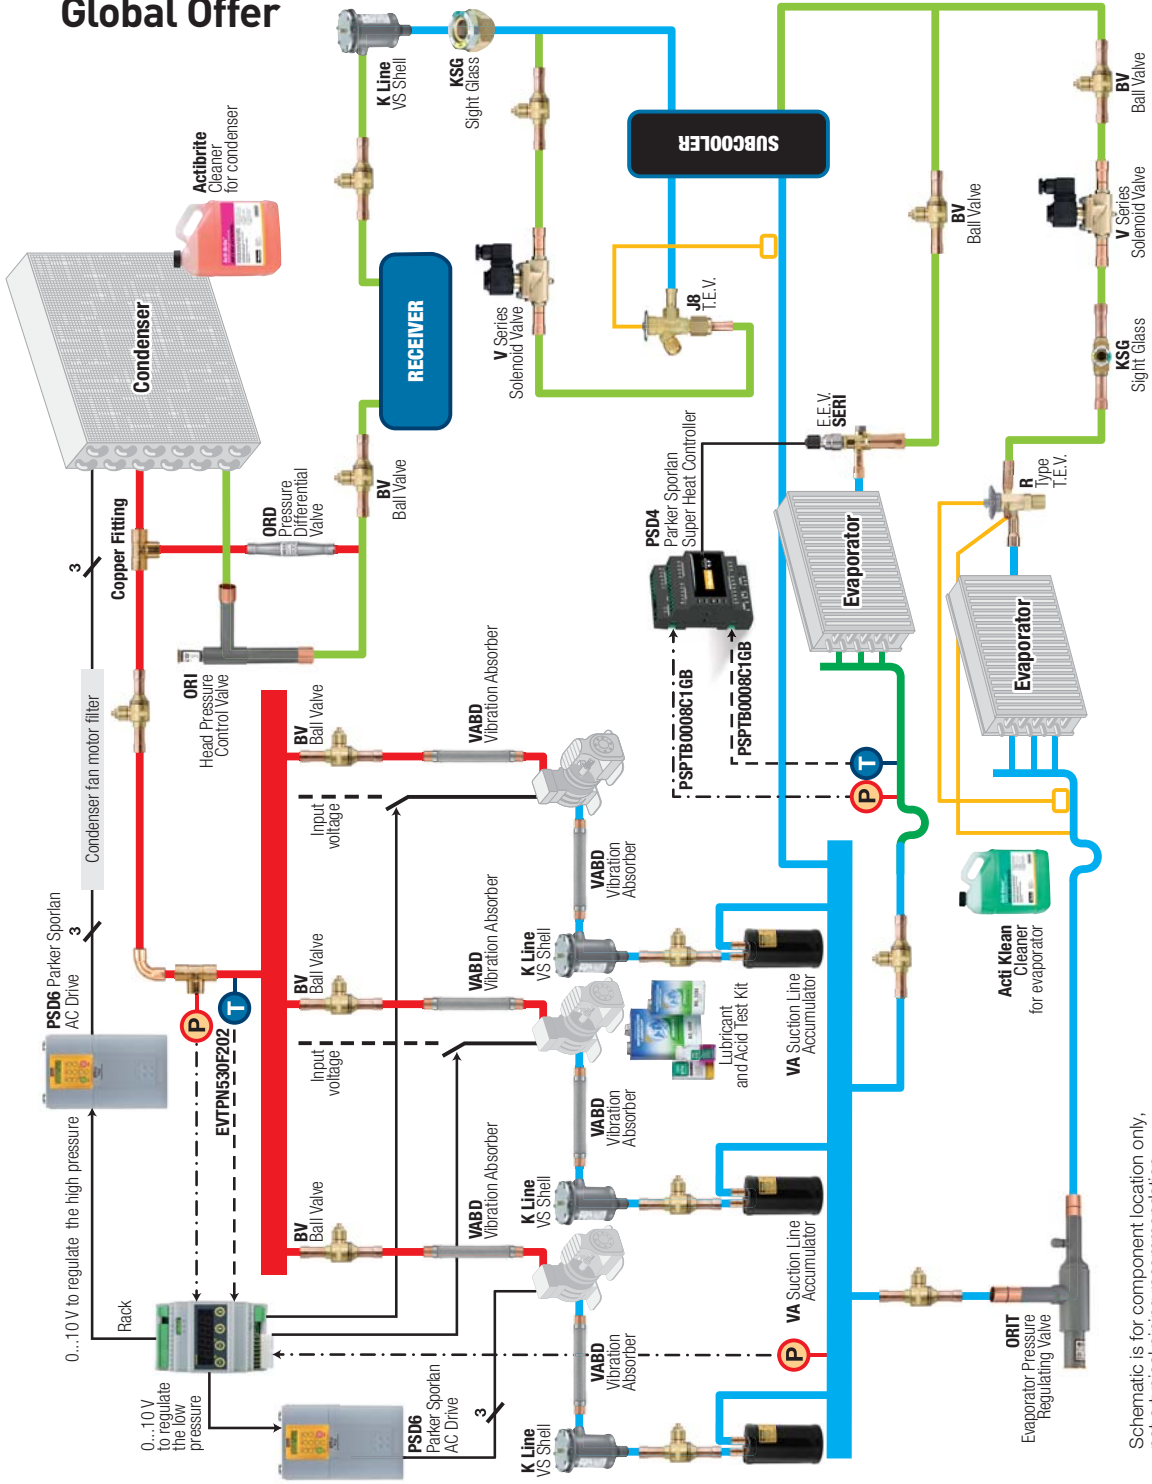 Global Offer
K Line
VS Shell
KSG
Sight Glass
Actibrite
Cleaner
for condenser
Condenser
SUBCOOLER
BV
Ball Valve
V Series
Solenoid Valve
BV
Ball Valve
KSG
Sight Glass
RECEIVER
V Series
Solenoid Valve
J8
T.E.V.
BV
Ball Valve
ORD
Pressure
Differential
Valve
Copper Fitting
3
ORI
Head Pressure
Control Valve
Condenser fan motor filter
3
PSD4
Parker Sporlan
Super Heat Controller
E.E.V.
SERI
R
Type
T.E.V.
Evaporator
Evaporator
PSPTB0008C1GB
PSPTB0008C1GB
P
T
BV
Ball Valve
VABD
Vibration Absorber
Input
voltage
VABD
Vibration
Absorber
K Line
VS Shell
BV
Ball Valve
VABD
Vibration Absorber
Input
voltage
Lubricant
and Acid Test Kit
VA Suction Line
Accumulator
Acti Klean
Cleaner
for evaporator
PSD6 Parker Sporlan
AC Drive
P
T
EVTPN530F202
VABD
Vibration
Absorber
K Line
VS Shell
BV
Ball Valve
VABD
Vibration Absorber
VA Suction Line
Accumulator
0...10 V to regulate the high pressure
Rack
0...10 V
to regulate
the low
pressure
PSD6
Parker Sporlan
AC Drive
3
VABD
Vibration
Absorber
K Line
VS Shell
P
ORIT
Evaporator Pressure
Regulating Valve
Schematic is for component location only,